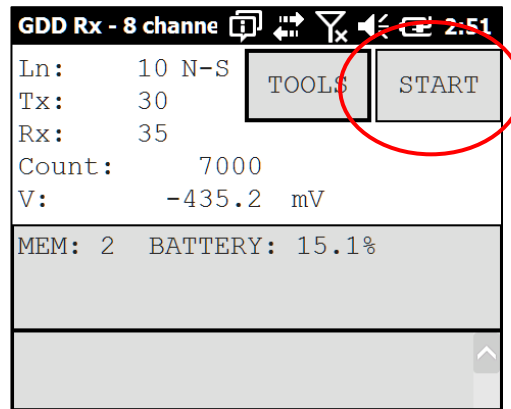 GDD Rx - 8 channe 2:51
Ln: 10 N-S
TOOLS START
Tx: 30
Rx: 35
Count: 7000
V: -435.2 mV
MEM: 2 BATTERY: 15.1%